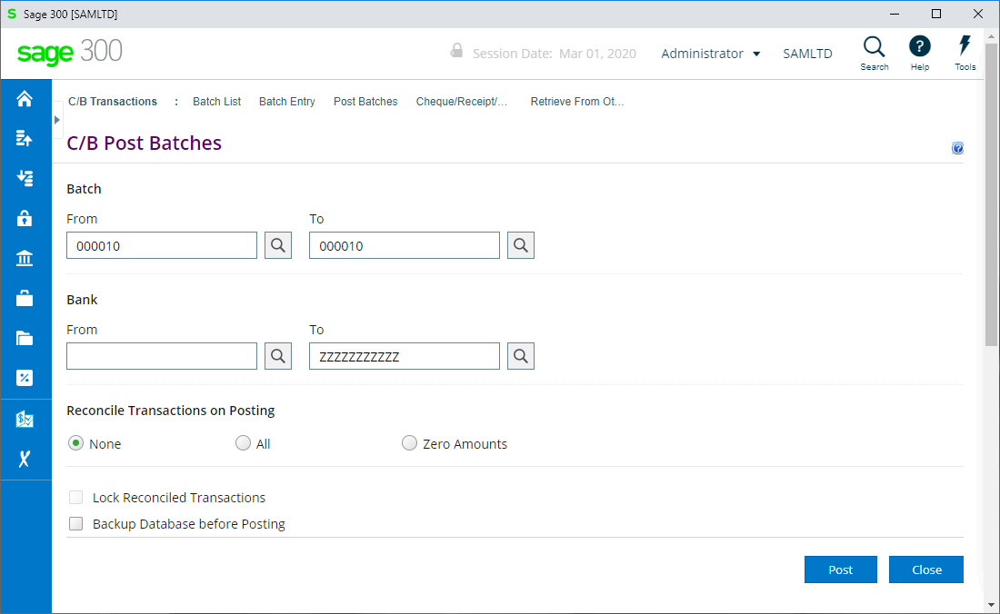 S Sage 300 [SAMLTD]
sage 300 Session Date: Mar 01, 2020 Administrator SAMLTD Search ? Help Tools
C/B Transactions : Batch List Batch Entry Post Batches Cheque/Receipt/... Retrieve From Ot...
C/B Post Batches ?
Batch
From To
000010 000010
Bank
From To
ZZZZZZZZZZZ
Reconcile Transactions on Posting
None All Zero Amounts
Lock Reconciled Transactions
Backup Database before Posting
Post Close